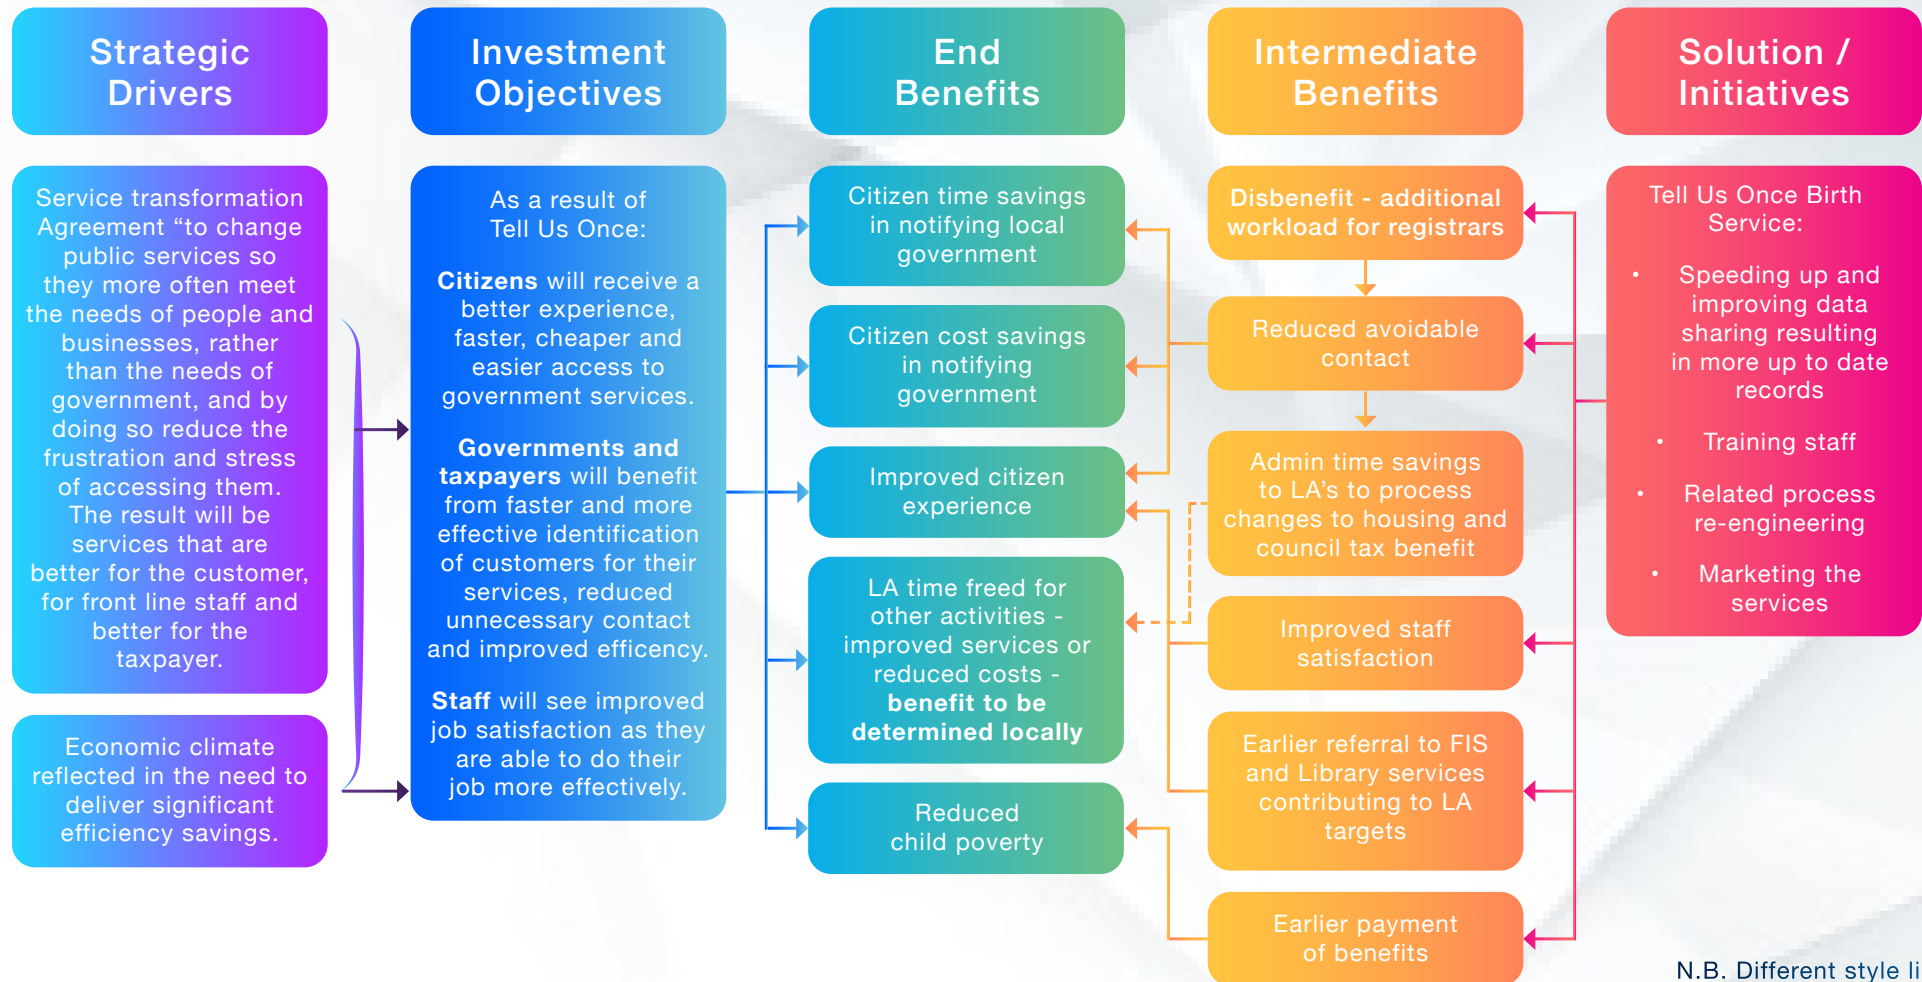 Strategic
Drivers
Investment
Objectives
End
Benefits
Intermediate
Benefits
Solution /
Initiatives
Service transformation
Agreement “to change
public services so
they more often meet
the needs of people and
businesses, rather
than the needs of
government, and by
doing so reduce the
frustration and stress
of accessing them.
The result will be
services that are
better for the customer,
for front line staff and
better for the
taxpayer.
Economic climate
reflected in the need to
deliver significant
efficiency savings.
As a result of
Tell Us Once:
Citizens will receive a
better experience,
faster, cheaper and
easier access to
government services.
Governments and
taxpayers will benefit
from faster and more
effective identification
of customers for their
services, reduced
unnecessary contact
and improved efficency.
Staff will see improved
job satisfaction as they
are able to do their
job more effectively.
Citizen time savings
in notifying local
government
Citizen cost savings
in notifying
government
Improved citizen
experience
LA time freed for
other activities -
improved services or
reduced costs -
benefit to be
determined locally
Reduced
child poverty
Disbenefit - additional
workload for registrars
Reduced avoidable
contact
Admin time savings
to LA’s to process
changes to housing and
council tax benefit
Improved staff
satisfaction
Earlier referral to FIS
and Library services
contributing to LA
targets
Earlier payment
of benefits
Tell Us Once Birth
Service:
• Speeding up and
improving data
sharing resulting
in more up to date
records
• Training staff
• Related process
re-engineering
• Marketing the
services
N.B. Different style li